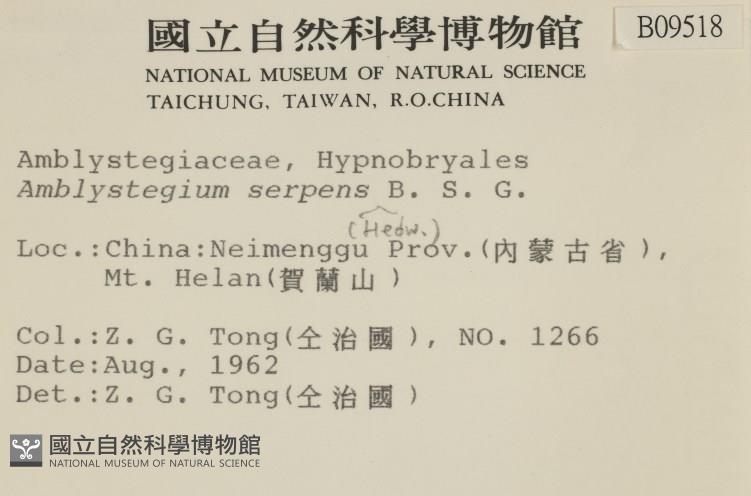 國立自然科學博物館
B09518
NATIONAL MUSEUM OF NATURAL SCIENCE
TAICHUNG, TAIWAN, R.O.CHINA
Amblystegiaceae, Hypnobryales
Amblystegium serpens B. S. G.
(Hedw.)
Loc.:China:Neimenggu Prov.(內蒙古省),
Mt. Helan(賀蘭山)
Col.:Z. G. Tong(仝治國), NO. 1266
Date:Aug., 1962
Det.:Z. G. Tong(仝治國)
國立自然科學博物館
NATIONAL MUSEUM OF NATURAL SCIENCE